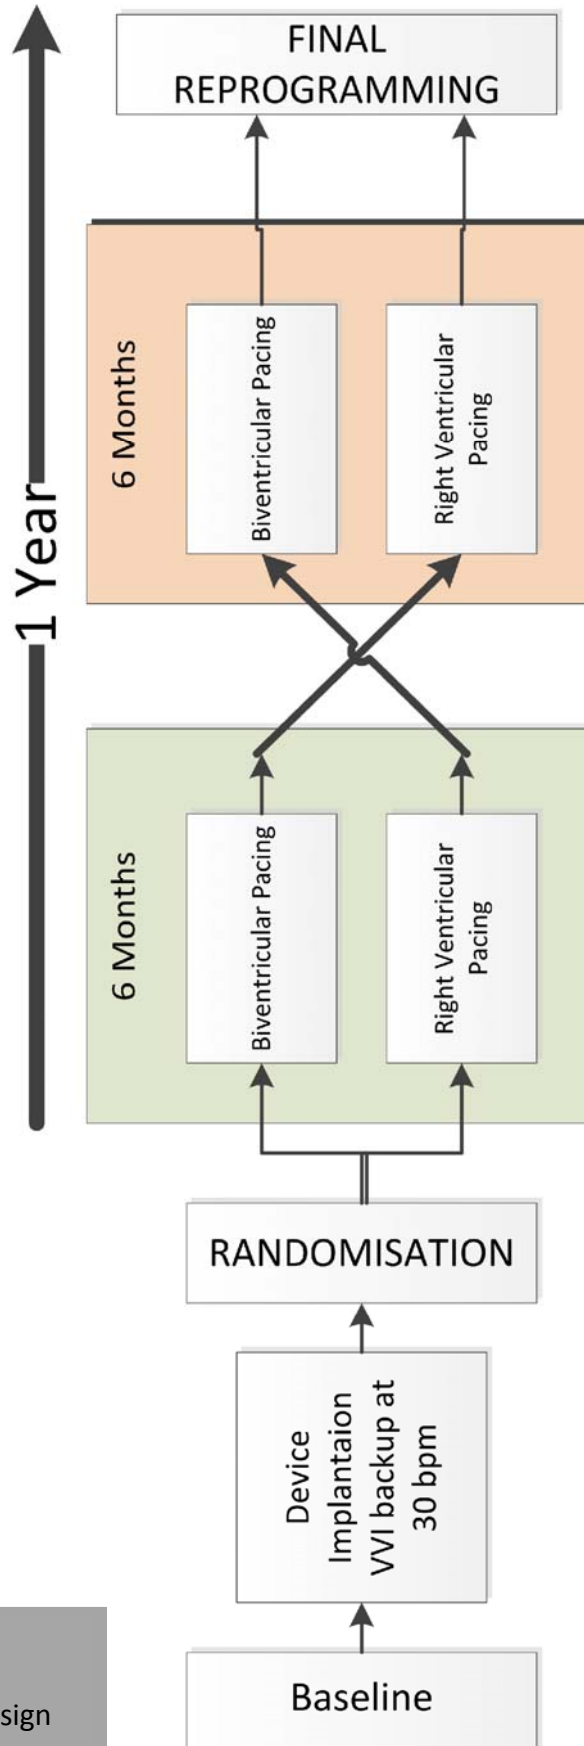 FINAL
REPROGRAMMING
1 Year
6 Months
Biventricular Pacing
Right Ventricular
Pacing
6 Months
Biventricular Pacing
Right Ventricular
Pacing
RANDOMISATION
Device
Implantaion
VVI backup at
30 bpm
Baseline
sign